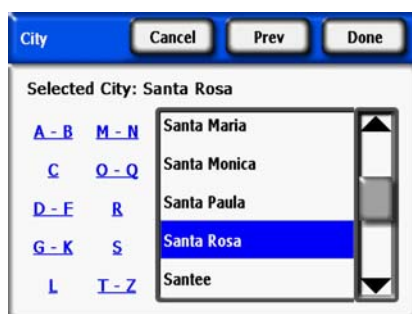 City Cancel Prev Done
Selected City: Santa Rosa
A - B M - N
C O - Q
D - F R
G - K S
L T - Z
Santa Maria
Santa Monica
Santa Paula
Santa Rosa
Santee